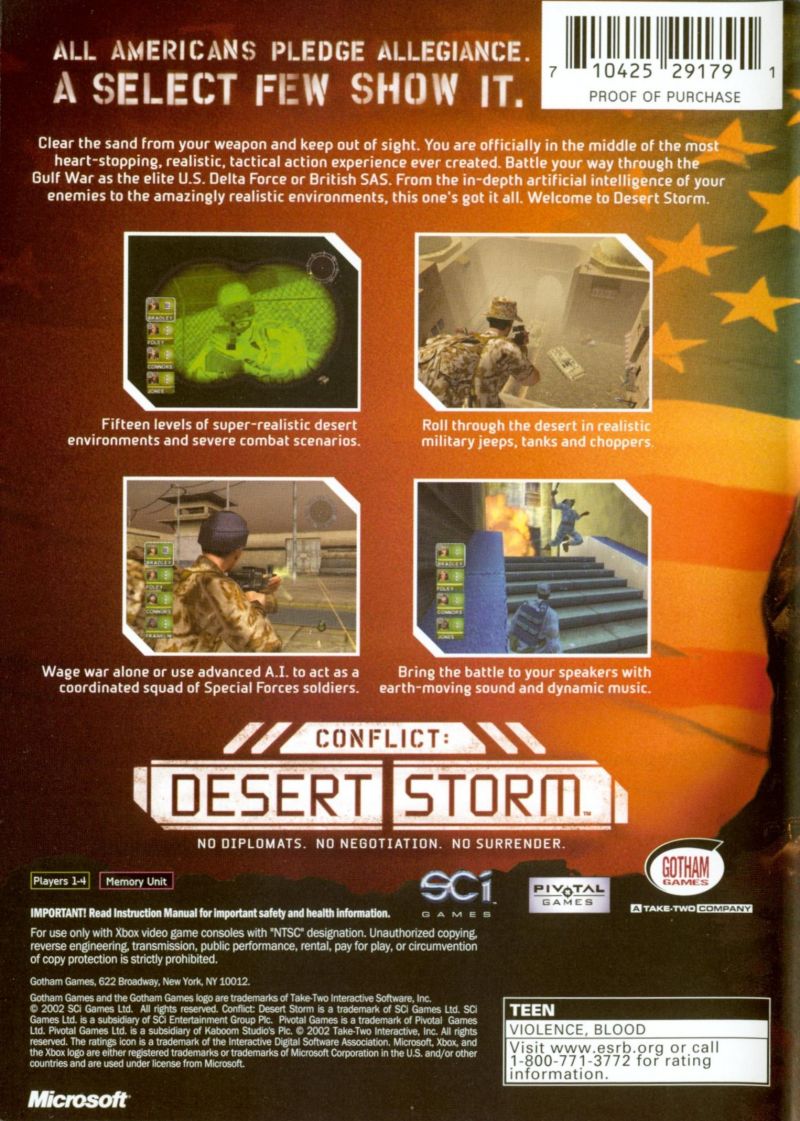 ALL AMERICANS PLEDGE ALLEGIANCE.
A SELECT FEW SHOW IT.
7 10425 29179 1
PROOF OF PURCHASE
Clear the sand from your weapon and keep out of sight. You are officially in the middle of the most
heart-stopping, realistic, tactical action experience ever created. Battle your way through the
Gulf War as the elite U.S. Delta Force or British SAS. From the in-depth artificial intelligence of your
enemies to the amazingly realistic environments, this one's got it all. Welcome to Desert Storm.
BRADLEY
FOLEY
CONNORS
JONES
Fifteen levels of super-realistic desert
environments and severe combat scenarios.
Roll through the desert in realistic
military jeeps, tanks and choppers.
BRADLEY
FOLEY
CONNORS
BRADLEY
FOLEY
CONNORS
JONES
Wage war alone or use advanced A.I. to act as a
coordinated squad of Special Forces soldiers.
Bring the battle to your speakers with
earth-moving sound and dynamic music.
CONFLICT:
DESERT STORM™
NO DIPLOMATS. NO NEGOTIATION. NO SURRENDER.
Players 1-4
Memory Unit
SCi
GAMES
PIVOTAL
GAMES
GOTHAM
GAMES
A TAKE-TWO COMPANY
IMPORTANT! Read Instruction Manual for important safety and health information.
For use only with Xbox video game consoles with "NTSC" designation. Unauthorized copying,
reverse engineering, transmission, public performance, rental, pay for play, or circumvention
of copy protection is strictly prohibited.
Gotham Games, 622 Broadway, New York, NY 10012.
Gotham Games and the Gotham Games logo are trademarks of Take-Two Interactive Software, Inc.
© 2002 SCi Games Ltd. All rights reserved. Conflict: Desert Storm is a trademark of SCi Games Ltd. SCi
Games Ltd. is a subsidiary of SCi Entertainment Group Plc. Pivotal Games is a trademark of Pivotal Games
Ltd. Pivotal Games Ltd. is a subsidiary of Kaboom Studio's Plc. © 2002 Take-Two Interactive, Inc. All rights
reserved. The ratings icon is a trademark of the Interactive Digital Software Association. Microsoft, Xbox, and
the Xbox logo are either registered trademarks or trademarks of Microsoft Corporation in the U.S. and/or other
countries and are used under license from Microsoft.
TEEN
VIOLENCE, BLOOD
Visit www.esrb.org or call
1-800-771-3772 for rating
information.
Microsoft